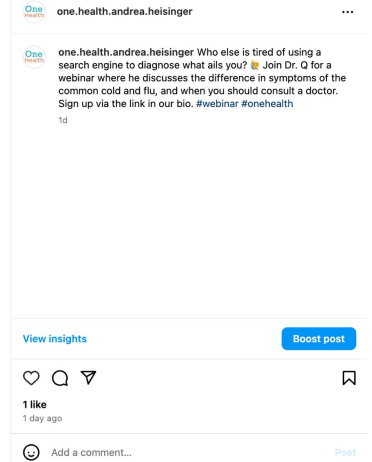 One
Health
one.health.andrea.heisinger
One
Health
one.health.andrea.heisinger Who else is tired of using a
search engine to diagnose what ails you? 🙋 Join Dr. Q for a
webinar where he discusses the difference in symptoms of the
common cold and flu, and when you should consult a doctor.
Sign up via the link in our bio. #webinar #onehealth
1d
View insights
Boost post
1 like
1 day ago
Add a comment...
Post